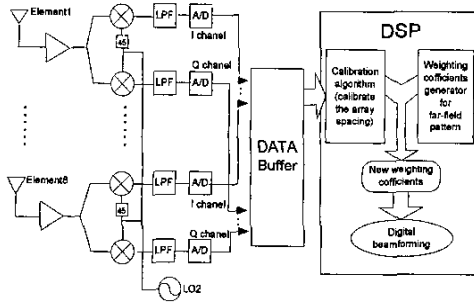 Element1
LPF
A/D
45
I chanel
Q chanel
LPF
A/D
Element8
LPF
A/D
45
I chanel
Q chanel
LPF
A/D
LO2
DATA
Buffer
DSP
Calibration
algorithm
(calibrate
the array
spacing)
Weighting
cofficients
generator
for
far-field
pattern
New weighting
cofficients
Digital
beamforming